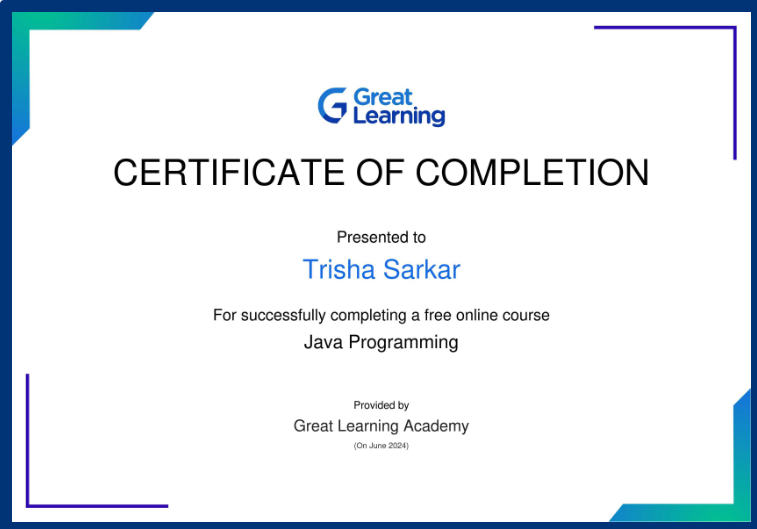 Great
Learning
CERTIFICATE OF COMPLETION
Presented to
Trisha Sarkar
For successfully completing a free online course
Java Programming
Provided by
Great Learning Academy
(On June 2024)